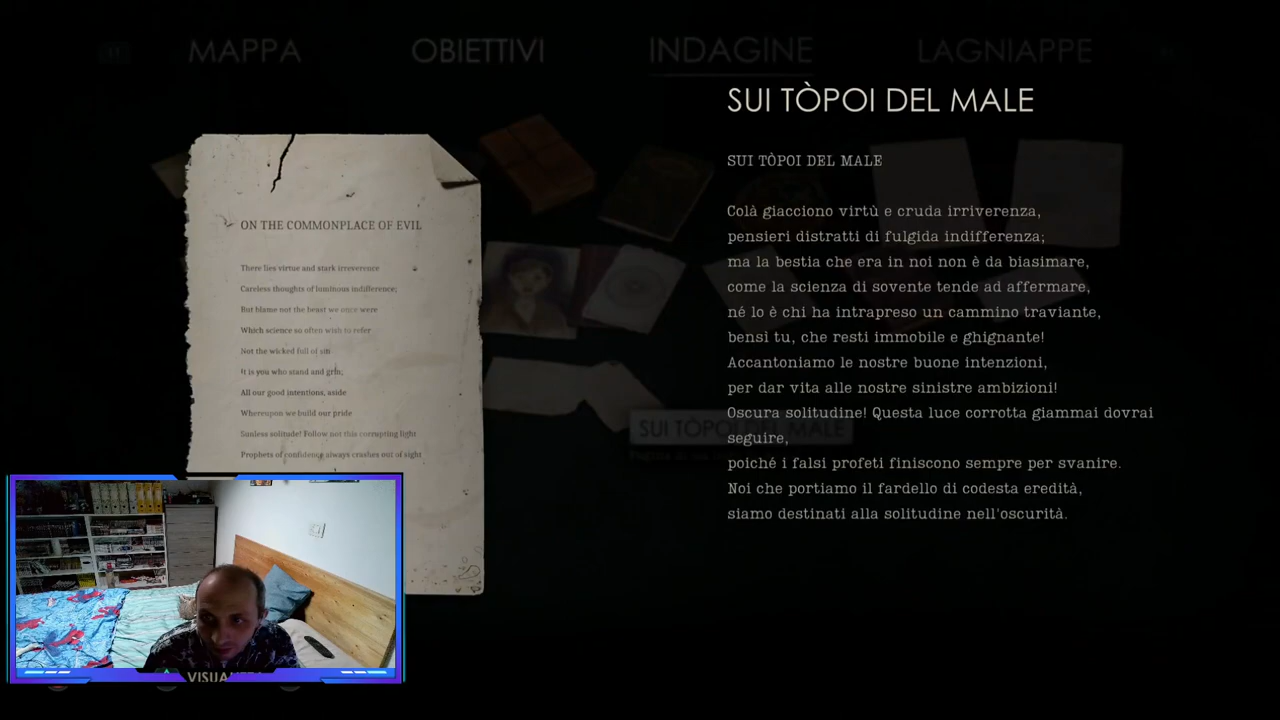 MAPPA
OBIETTIVI
INDAGINE
LAGNIAPPE
ON THE COMMONPLACE OF EVIL
There lies virtue and stark irreverence
Careless thoughts of luminous indifference;
But blame not the beast we once were
Which science so often wish to refer
Not the wicked full of sin
It is you who stand and grin;
All our good intentions, aside
Whereupon we build our pride
Sunless solitude! Follow not this corrupting light
Prophets of confidence always crashes out of sight
SUI TÒPOI DEL MALE
SUI TÒPOI DEL MALE
Colà giacciono virtù e cruda irriverenza,
pensieri distratti di fulgida indifferenza;
ma la bestia che era in noi non è da biasimare,
come la scienza di sovente tende ad affermare,
né lo è chi ha intrapreso un cammino traviante,
bensì tu, che resti immobile e ghignante!
Accantoniamo le nostre buone intenzioni,
per dar vita alle nostre sinistre ambizioni!
Oscura solitudine! Questa luce corrotta giammai dovrai
seguire,
poiché i falsi profeti finiscono sempre per svanire.
Noi che portiamo il fardello di codesta eredità,
siamo destinati alla solitudine nell'oscurità.
SUI TÒPOI DEL MALE